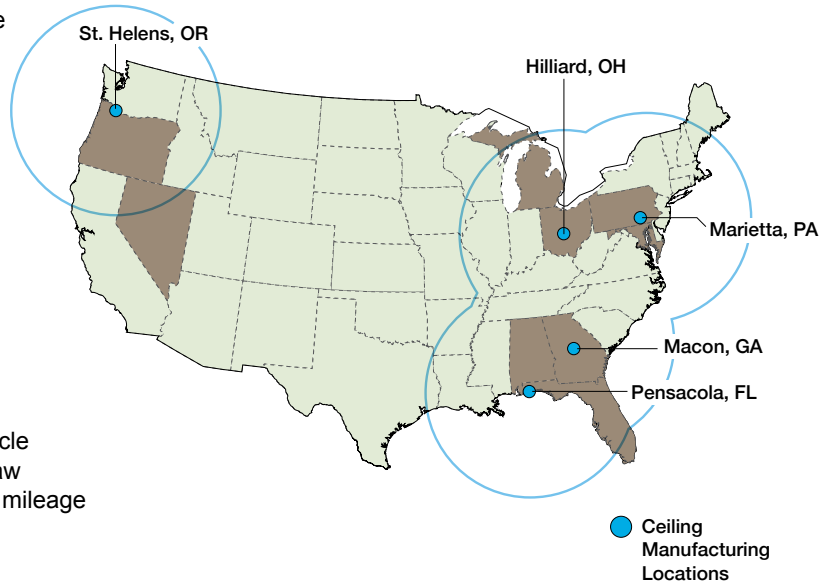 e
St. Helens, OR
Hilliard, OH
Marietta, PA
Macon, GA
Pensacola, FL
cle
aw
mileage
Ceiling
Manufacturing
Locations